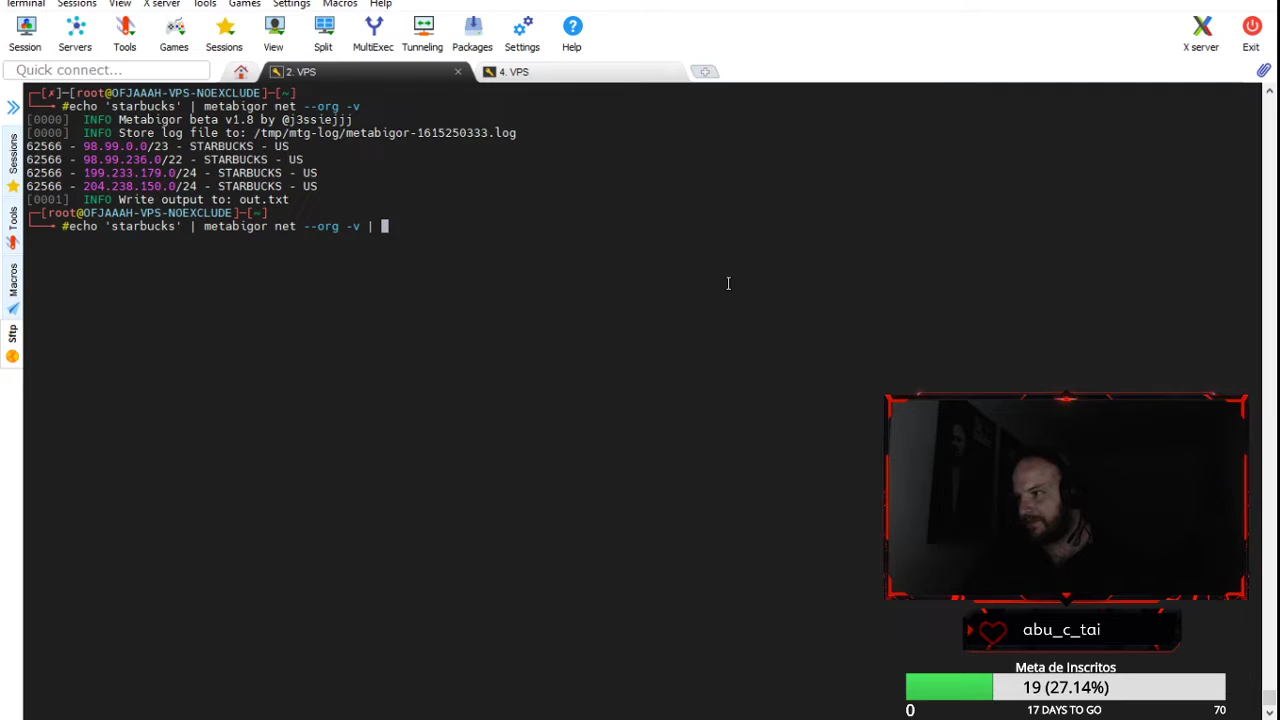 Terminal Sessions View X server Tools Games Settings Macros Help
Session Servers Tools Games Sessions View Split MultiExec Tunneling Packages Settings Help X server Exit
Quick connect... 2. VPS 4. VPS
Sessions
Tools
Macros
Sftp
┌─[✗]─[root@OFJAAAH-VPS-NOEXCLUDE]─[~]
└──╼ #echo 'starbucks' | metabigor net --org -v
[0000] INFO Metabigor beta v1.8 by @j3ssiejjj
[0000] INFO Store log file to: /tmp/mtg-log/metabigor-1615250333.log
62566 - 98.99.0.0/23 - STARBUCKS - US
62566 - 98.99.236.0/22 - STARBUCKS - US
62566 - 199.233.179.0/24 - STARBUCKS - US
62566 - 204.238.150.0/24 - STARBUCKS - US
[0001] INFO Write output to: out.txt
┌─[root@OFJAAAH-VPS-NOEXCLUDE]─[~]
└──╼ #echo 'starbucks' | metabigor net --org -v |
abu_c_tai
Meta de Inscritos
19 (27.14%)
0 17 DAYS TO GO 70